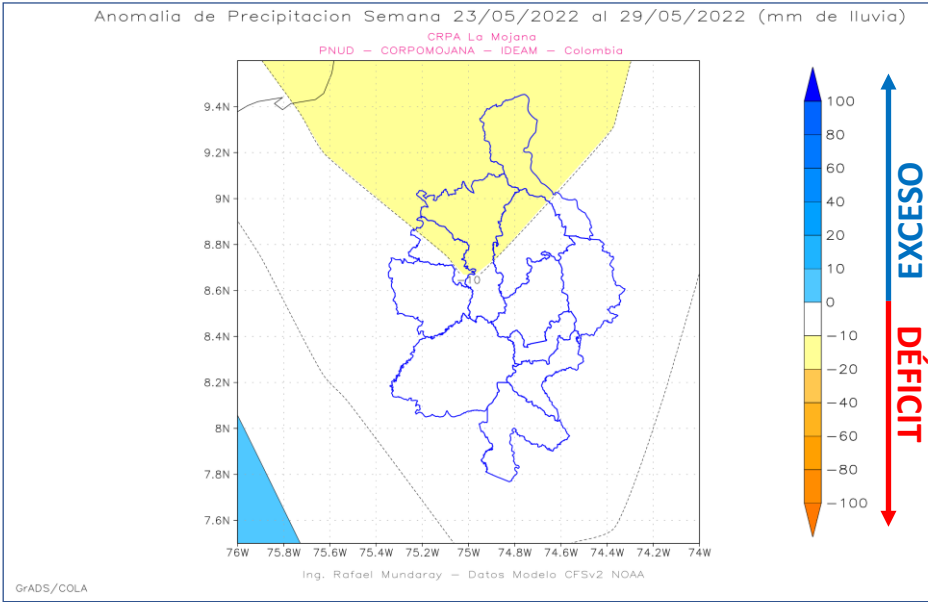 Anomalia de Precipitacion Semana 23/05/2022 al 29/05/2022 (mm de lluvia)
CRPA La Mojana
PNUD – CORPOMOJANA – IDEAM – Colombia
9.4N
9.2N
9N
8.8N
8.6N
8.4N
8.2N
8N
7.8N
7.6N
-10
76W 75.8W 75.4W 75.2W 75W 74.8W 74.6W 74.4W 74.2W 74W
100
80
60
40
20
10
0
-10
-20
-40
-60
-80
-100
EXCESO
DÉFICIT
Ing. Rafael Mundaray – Datos Modelo CFSv2 NOAA
GrADS/COLA